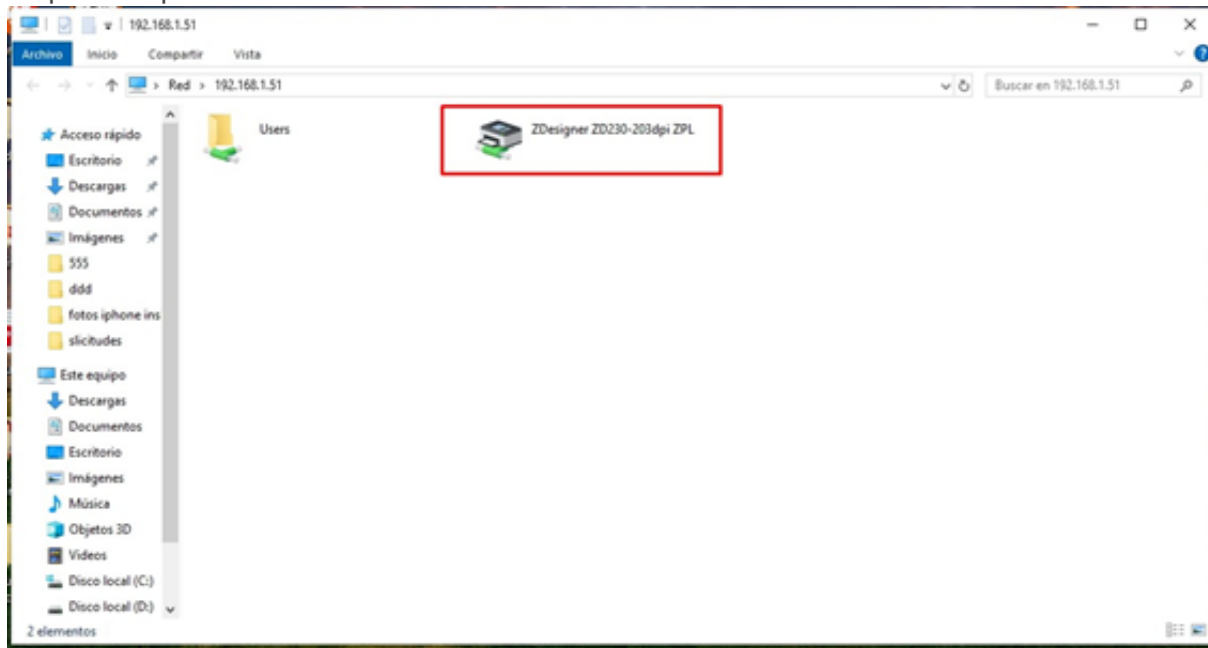 192.168.1.51
Archivo Inicio Compartir Vista
Red > 192.168.1.51
Buscar en 192.168.1.51
Acceso rápido
Escritorio
Descargas
Documentos
Imágenes
555
ddd
fotos iphone ins
slicitudes
Este equipo
Descargas
Documentos
Escritorio
Imágenes
Música
Objetos 3D
Videos
Disco local (C:)
Disco local (D:)
Users
ZDesigner ZD230-203dpi ZPL
2 elementos